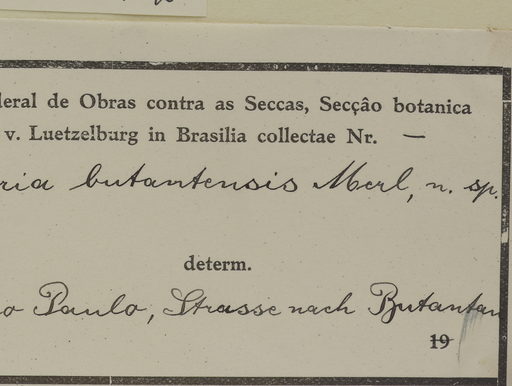 deral de Obras contra as Seccas, Secção botanica
v. Luetzelburg in Brasilia collectae Nr. —
ria butantensis Merl, n. sp.
determ.
o Paulo, Strasse nach Butantan
19